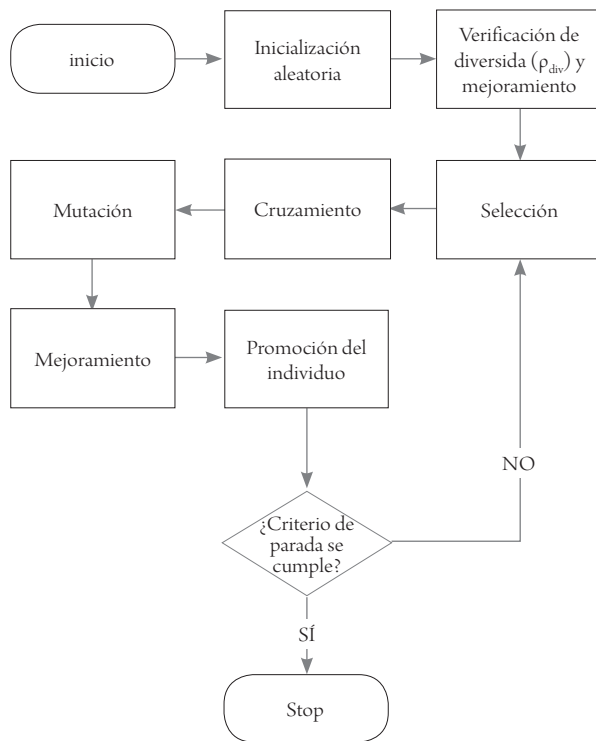 inicio
Inicialización
aleatoria
Verificación de
diversida (ρdiv) y
mejoramiento
Mutación
Cruzamiento
Selección
Mejoramiento
Promoción del
individuo
NO
¿Criterio de
parada se
cumple?
SÍ
Stop